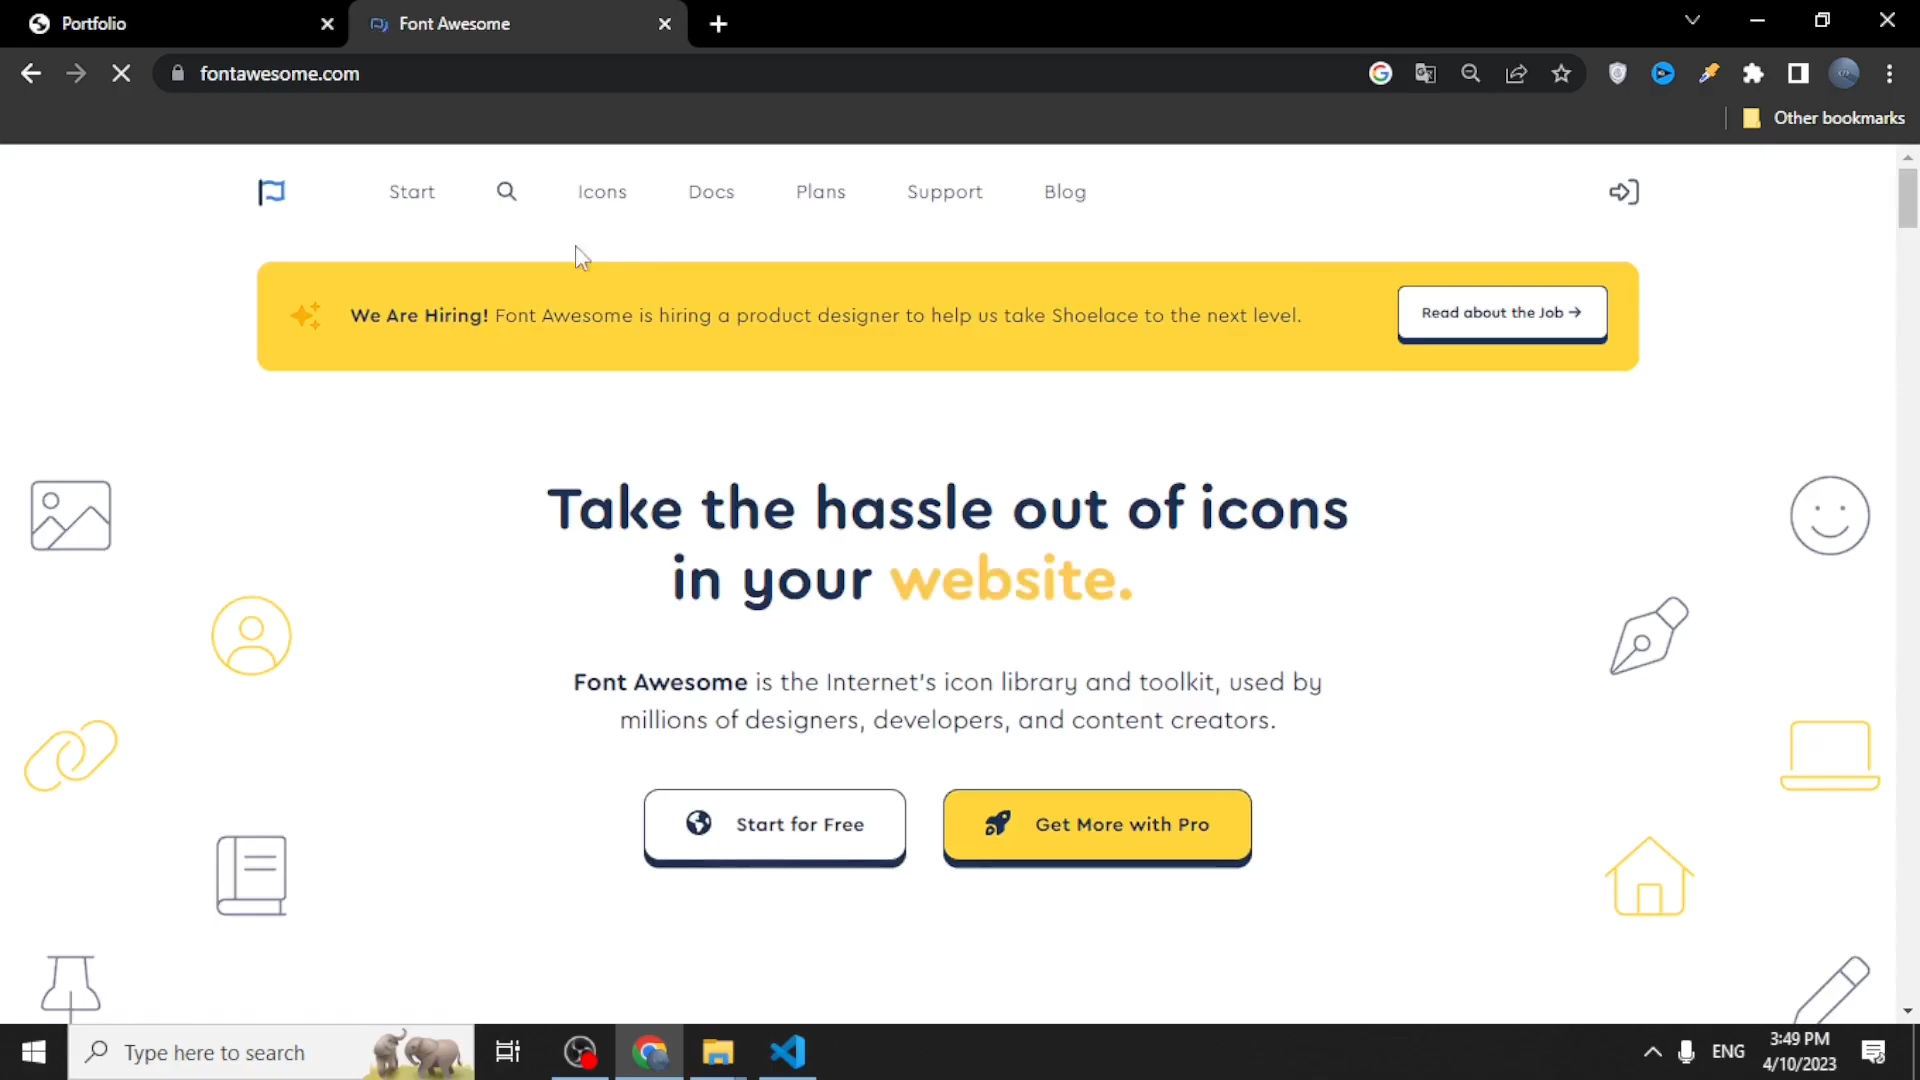 Portfolio
Font Awesome
fontawesome.com
Other bookmarks
Start
Icons
Docs
Plans
Support
Blog
We Are Hiring! Font Awesome is hiring a product designer to help us take Shoelace to the next level.
Read about the Job →
Take the hassle out of icons
in your website.
Font Awesome is the Internet's icon library and toolkit, used by
millions of designers, developers, and content creators.
Start for Free
Get More with Pro
Type here to search
ENG
3:49 PM
4/10/2023